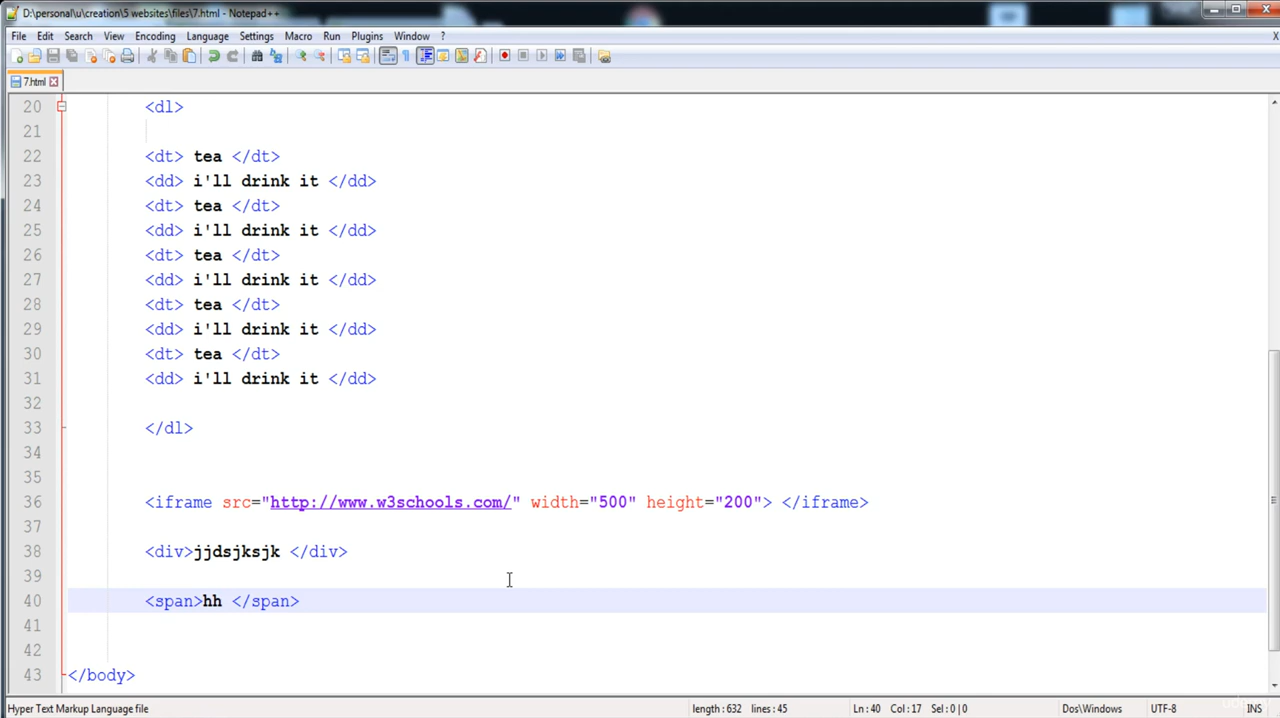 D:\personal\u\creation\5 websites\files\7.html - Notepad++
File Edit Search View Encoding Language Settings Macro Run Plugins Window ? X
7.html
20 <dl>
21
22 <dt> tea </dt>
23 <dd> i'll drink it </dd>
24 <dt> tea </dt>
25 <dd> i'll drink it </dd>
26 <dt> tea </dt>
27 <dd> i'll drink it </dd>
28 <dt> tea </dt>
29 <dd> i'll drink it </dd>
30 <dt> tea </dt>
31 <dd> i'll drink it </dd>
32
33 </dl>
34
35
36 <iframe src="http://www.w3schools.com/" width="500" height="200"> </iframe>
37
38 <div>jjdsjksjk </div>
39
40 <span>hh </span>
41
42
43 </body>
Hyper Text Markup Language file length : 632 lines : 45 Ln : 40 Col : 17 Sel : 0 | 0 Dos\Windows UTF-8 INS